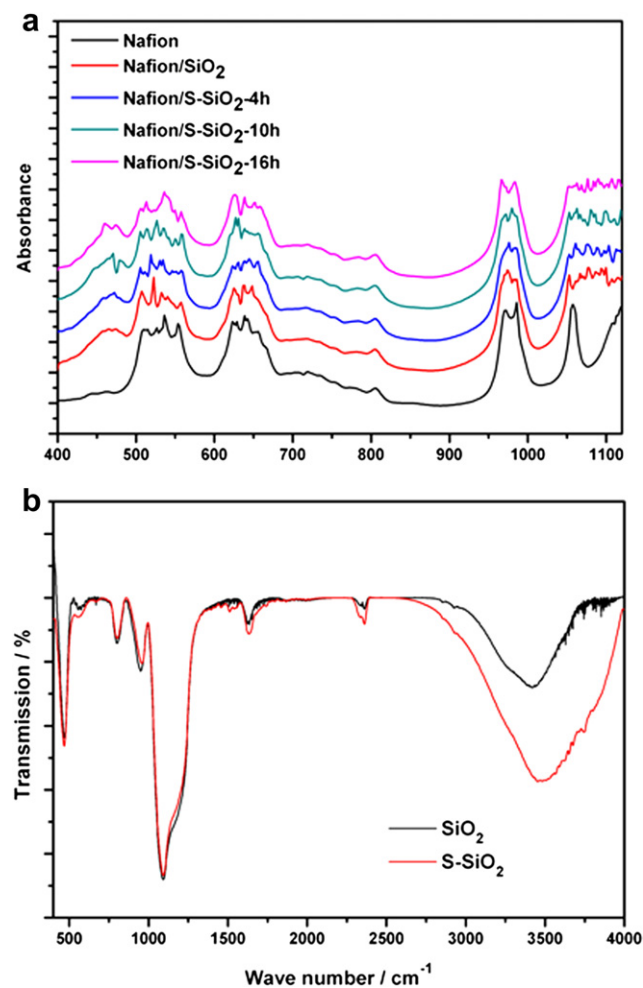 a
Nafion
Nafion/SiO2
Nafion/S-SiO2-4h
Nafion/S-SiO2-10h
Nafion/S-SiO2-16h
Absorbance
400 500 600 700 800 900 1000 1100
b
Transmission / %
SiO2
S-SiO2
500 1000 1500 2000 2500 3000 3500 4000
Wave number / cm-1